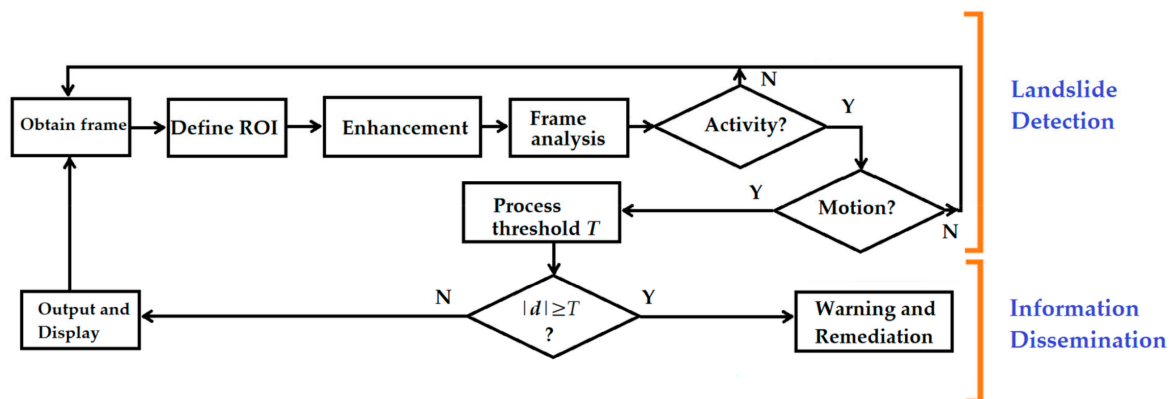 N
Landslide
Detection
Obtain frame
Define ROI
Enhancement
Frame
analysis
Activity?
Y
Process
threshold T
Y
Motion?
N
Output and
Display
N
|d|≥T
?
Y
Warning and
Remediation
Information
Dissemination